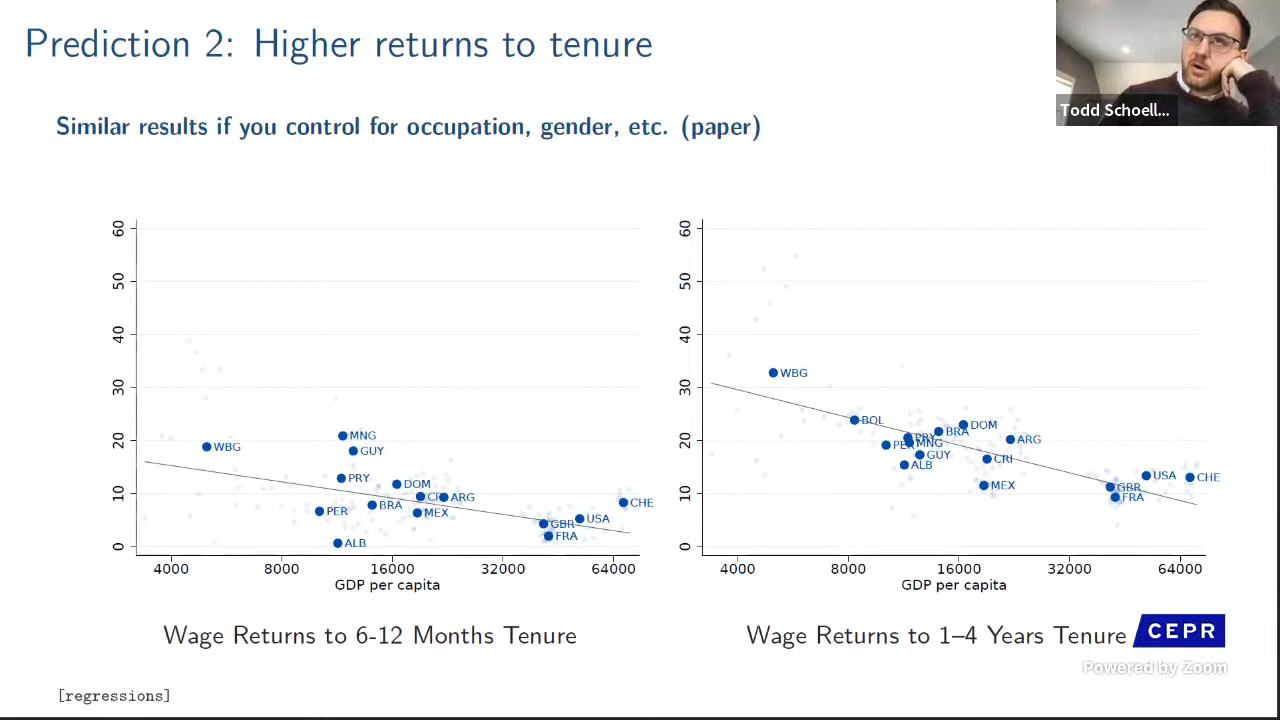 Prediction 2: Higher returns to tenure
Todd Schoell...
Similar results if you control for occupation, gender, etc. (paper)
60
50
40
30
20
10
0
WBG
MNG
GUY
PRY
DOM
PER
BRA
ARG
MEX
ALB
GBR
FRA
USA
CHE
4000 8000 16000 32000 64000
GDP per capita
Wage Returns to 6-12 Months Tenure
60
50
40
30
20
10
0
WBG
BOL
DOM
BRA
PRY
MNG
ARG
GUY
ALB
CRI
MEX
GBR
FRA
USA
CHE
4000 8000 16000 32000 64000
GDP per capita
Wage Returns to 1–4 Years Tenure
CEPR
Powered by Zoom
[regressions]